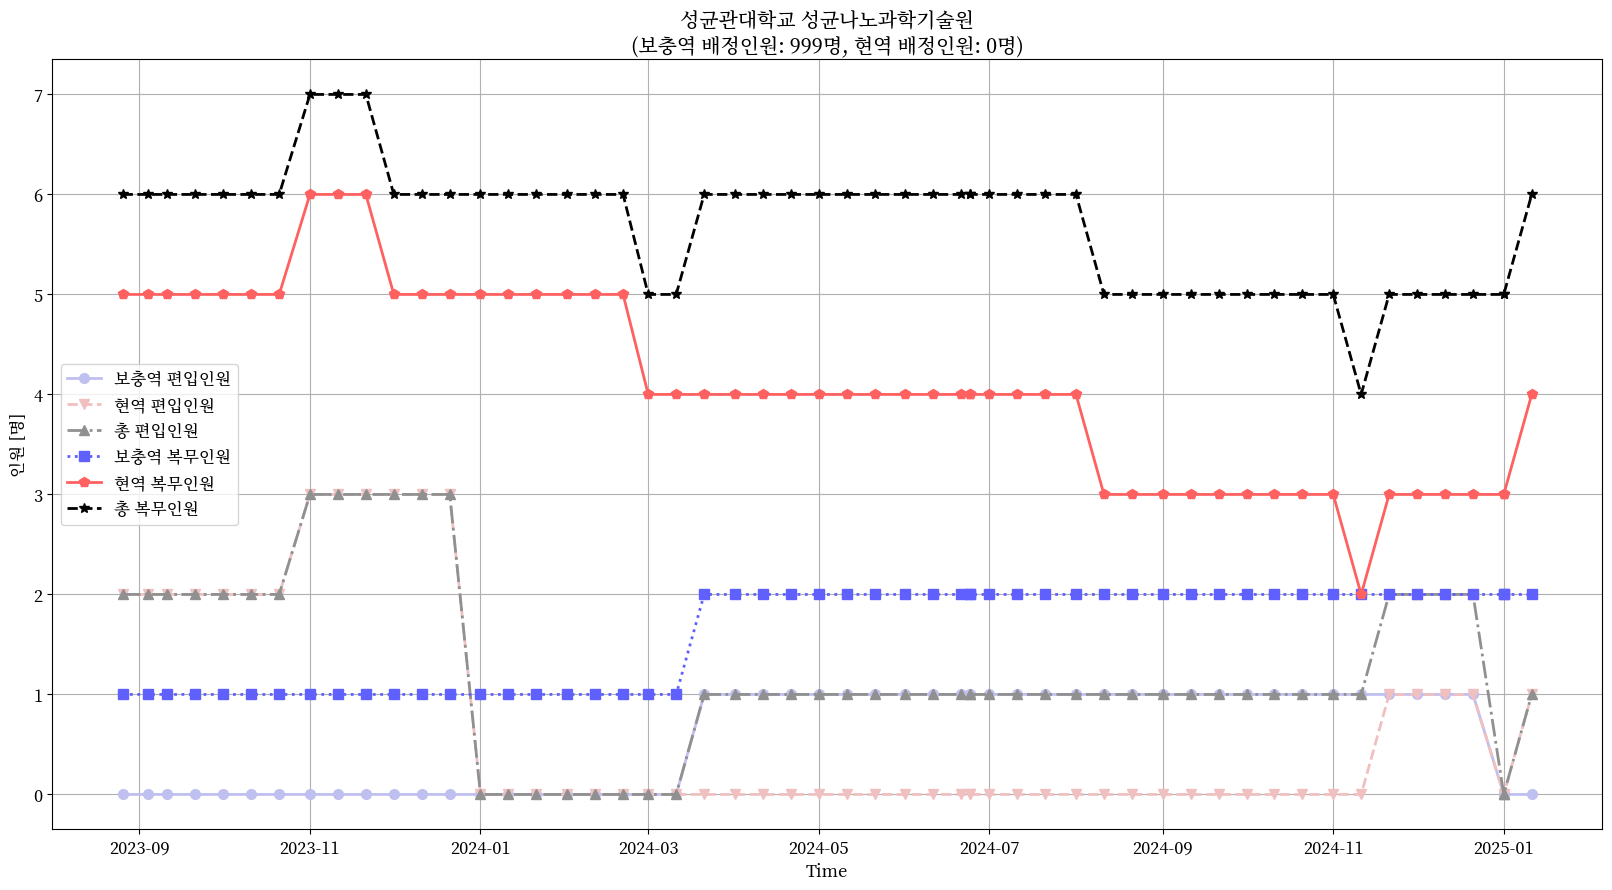 성균관대학교 성균나노과학기술원
(보충역 배정인원: 999명, 현역 배정인원: 0명)
인원 [명]
7
6
5
4
3
2
1
0
보충역 편입인원
현역 편입인원
총 편입인원
보충역 복무인원
현역 복무인원
총 복무인원
2023-09
2023-11
2024-01
2024-03
2024-05
2024-07
2024-09
2024-11
2025-01
Time